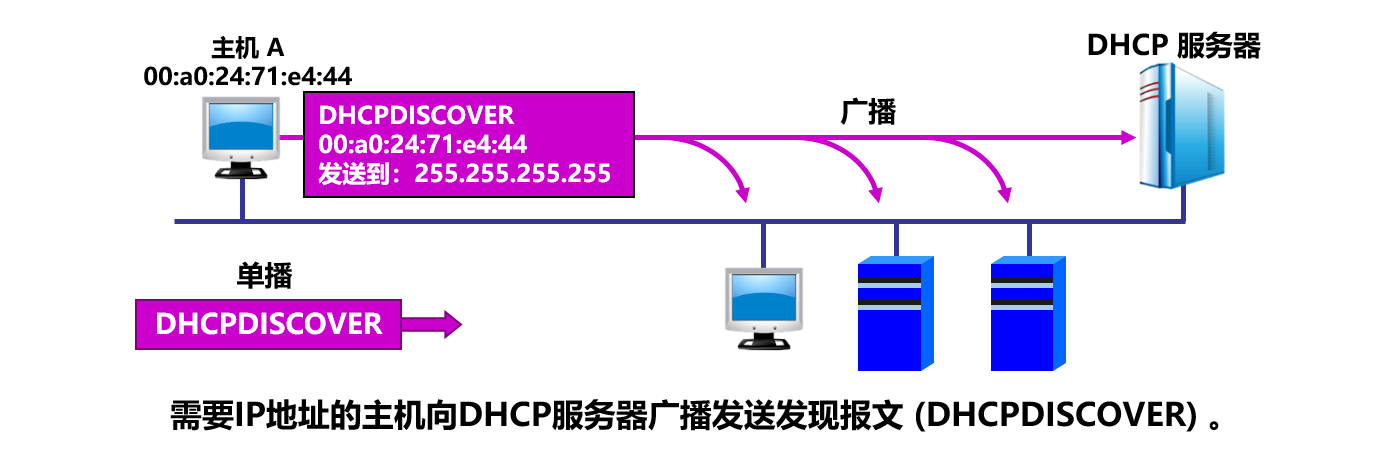 主机 A
00:a0:24:71:e4:44
DHCP 服务器
DHCPDISCOVER
00:a0:24:71:e4:44
发送到：255.255.255.255
广播
单播
DHCPDISCOVER
需要IP地址的主机向DHCP服务器广播发送发现报文 (DHCPDISCOVER) 。